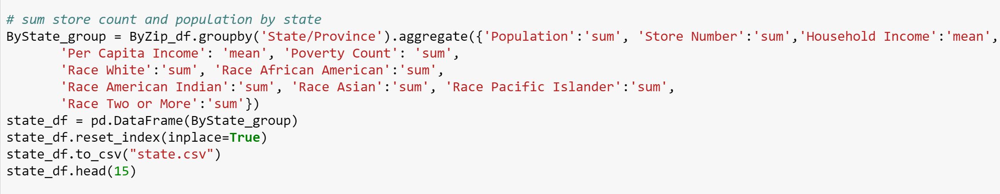 # sum store count and population by state
ByState_group = ByZip_df.groupby('State/Province').aggregate({'Population':'sum', 'Store Number':'sum','Household Income':'mean',
       'Per Capita Income': 'mean', 'Poverty Count': 'sum',
       'Race White':'sum', 'Race African American':'sum',
       'Race American Indian':'sum', 'Race Asian':'sum', 'Race Pacific Islander':'sum',
       'Race Two or More':'sum'})
state_df = pd.DataFrame(ByState_group)
state_df.reset_index(inplace=True)
state_df.to_csv("state.csv")
state_df.head(15)